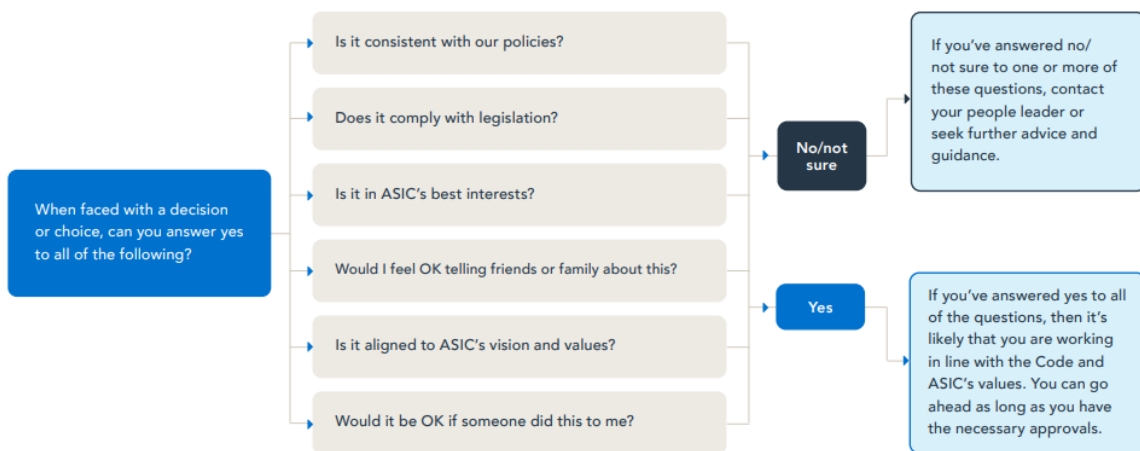 When faced with a decision
or choice, can you answer yes
to all of the following?
Is it consistent with our policies?
Does it comply with legislation?
Is it in ASIC's best interests?
Would I feel OK telling friends or family about this?
Is it aligned to ASIC's vision and values?
Would it be OK if someone did this to me?
No/not
sure
If you've answered no/
not sure to one or more of
these questions, contact
your people leader or
seek further advice and
guidance.
Yes
If you've answered yes to all
of the questions, then it's
likely that you are working
in line with the Code and
ASIC's values. You can go
ahead as long as you have
the necessary approvals.